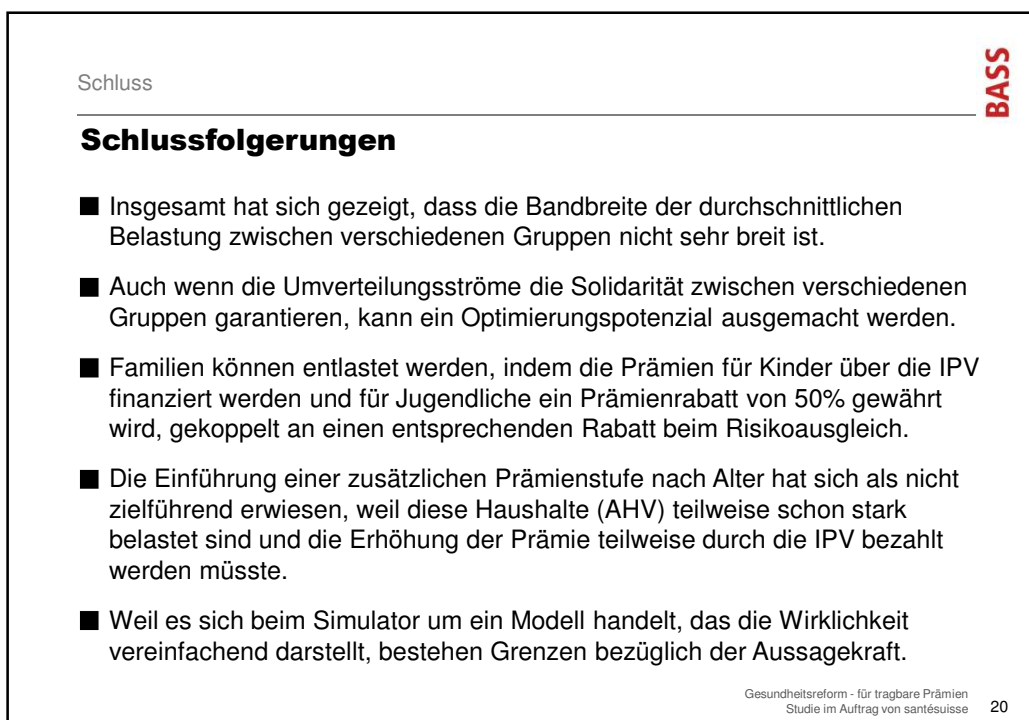 Schluss
BASS
Schlussfolgerungen
■ Insgesamt hat sich gezeigt, dass die Bandbreite der durchschnittlichen
Belastung zwischen verschiedenen Gruppen nicht sehr breit ist.
■ Auch wenn die Umverteilungsströme die Solidarität zwischen verschiedenen
Gruppen garantieren, kann ein Optimierungspotenzial ausgemacht werden.
■ Familien können entlastet werden, indem die Prämien für Kinder über die IPV
finanziert werden und für Jugendliche ein Prämienrabatt von 50% gewährt
wird, gekoppelt an einen entsprechenden Rabatt beim Risikoausgleich.
■ Die Einführung einer zusätzlichen Prämienstufe nach Alter hat sich als nicht
zielführend erwiesen, weil diese Haushalte (AHV) teilweise schon stark
belastet sind und die Erhöhung der Prämie teilweise durch die IPV bezahlt
werden müsste.
■ Weil es sich beim Simulator um ein Modell handelt, das die Wirklichkeit
vereinfachend darstellt, bestehen Grenzen bezüglich der Aussagekraft.
Gesundheitsreform - für tragbare Prämien
Studie im Auftrag von santésuisse 20